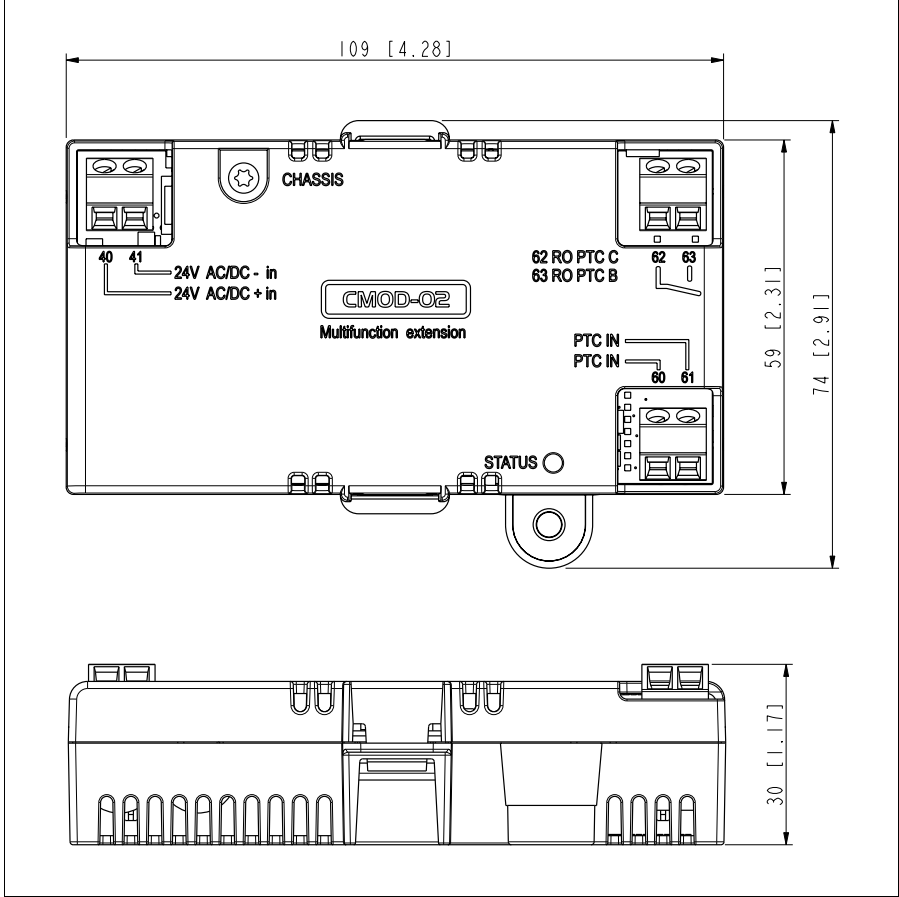 109 [4.28]
CHASSIS
40 41
24V AC/DC - in
24V AC/DC + in
62 RO PTC C
63 RO PTC B
62 63
CMOD-02
Multifunction extension
PTC IN
PTC IN
60 61
STATUS
59 [2.31]
74 [2.91]
30 [1.17]